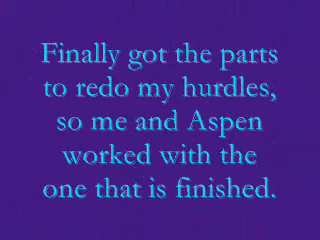 Finally got the parts
to redo my hurdles,
so me and Aspen
worked with the
one that is finished.